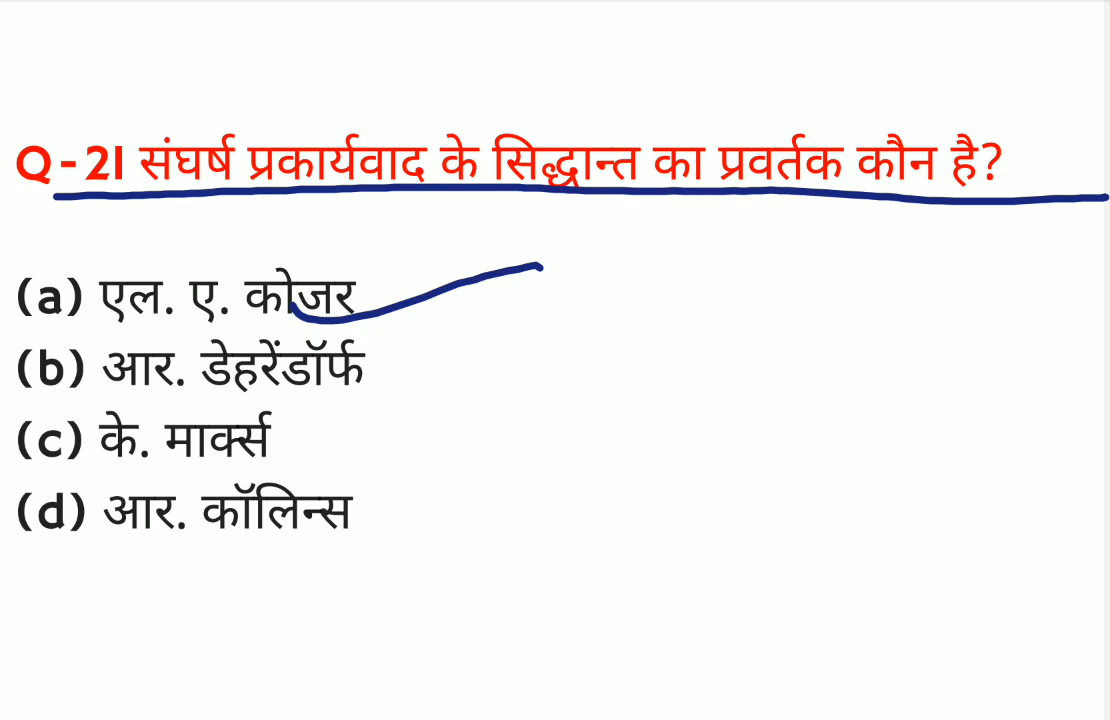 Q-21 संघर्ष प्रकार्यवाद के सिद्धान्त का प्रवर्तक कौन है?
(a) एल. ए. कोजर
(b) आर. डेहरेंडॉर्फ
(c) के. मार्क्स
(d) आर. कॉलिन्स